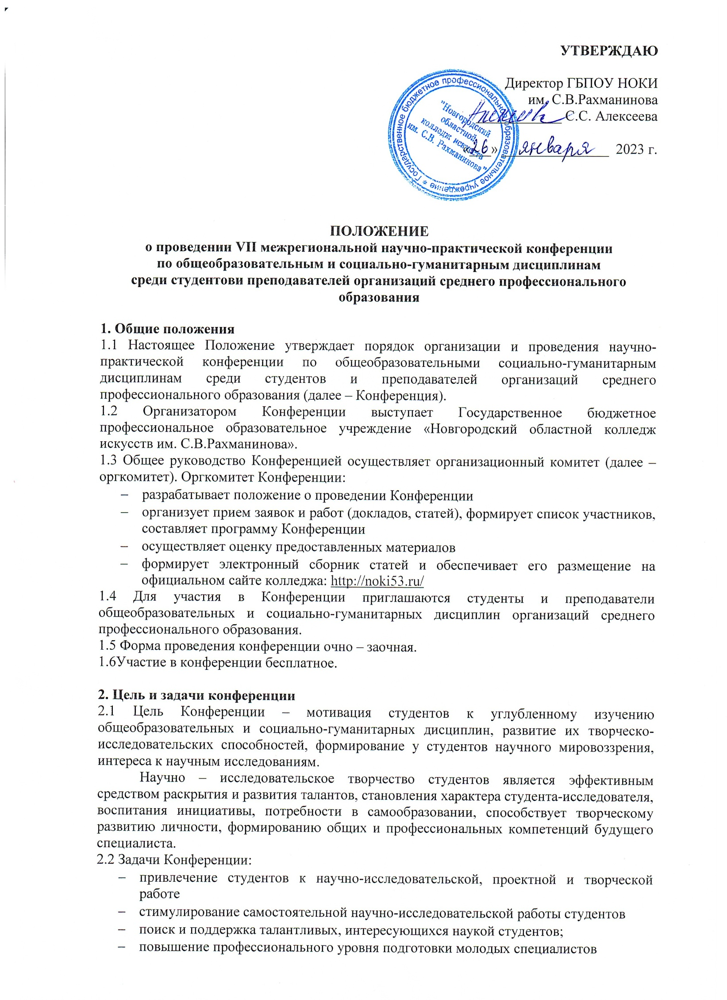 УТВЕРЖДАЮ
Директор ГБПОУ НОКИ
им. С.В.Рахманинова
С.С. Алексеева
«26» января 2023 г.
Государственное бюджетное профессиональное образовательное учреждение *
"Новгородский
областной
колледж искусств
им. С.В. Рахманинова"
ПОЛОЖЕНИЕ
о проведении VII межрегиональной научно-практической конференции
по общеобразовательным и социально-гуманитарным дисциплинам
среди студентови преподавателей организаций среднего профессионального
образования
1. Общие положения
1.1 Настоящее Положение утверждает порядок организации и проведения научно-
практической конференции по общеобразовательными социально-гуманитарным
дисциплинам среди студентов и преподавателей организаций среднего
профессионального образования (далее – Конференция).
1.2 Организатором Конференции выступает Государственное бюджетное
профессиональное образовательное учреждение «Новгородский областной колледж
искусств им. С.В.Рахманинова».
1.3 Общее руководство Конференцией осуществляет организационный комитет (далее –
оргкомитет). Оргкомитет Конференции:
– разрабатывает положение о проведении Конференции
– организует прием заявок и работ (докладов, статей), формирует список участников,
составляет программу Конференции
– осуществляет оценку предоставленных материалов
– формирует электронный сборник статей и обеспечивает его размещение на
официальном сайте колледжа: http://noki53.ru/
1.4 Для участия в Конференции приглашаются студенты и преподаватели
общеобразовательных и социально-гуманитарных дисциплин организаций среднего
профессионального образования.
1.5 Форма проведения конференции очно – заочная.
1.6Участие в конференции бесплатное.
2. Цель и задачи конференции
2.1 Цель Конференции – мотивация студентов к углубленному изучению
общеобразовательных и социально-гуманитарных дисциплин, развитие их творческо-
исследовательских способностей, формирование у студентов научного мировоззрения,
интереса к научным исследованиям.
Научно – исследовательское творчество студентов является эффективным
средством раскрытия и развития талантов, становления характера студента-исследователя,
воспитания инициативы, потребности в самообразовании, способствует творческому
развитию личности, формированию общих и профессиональных компетенций будущего
специалиста.
2.2 Задачи Конференции:
– привлечение студентов к научно-исследовательской, проектной и творческой
работе
– стимулирование самостоятельной научно-исследовательской работы студентов
– поиск и поддержка талантливых, интересующихся наукой студентов;
– повышение профессионального уровня подготовки молодых специалистов